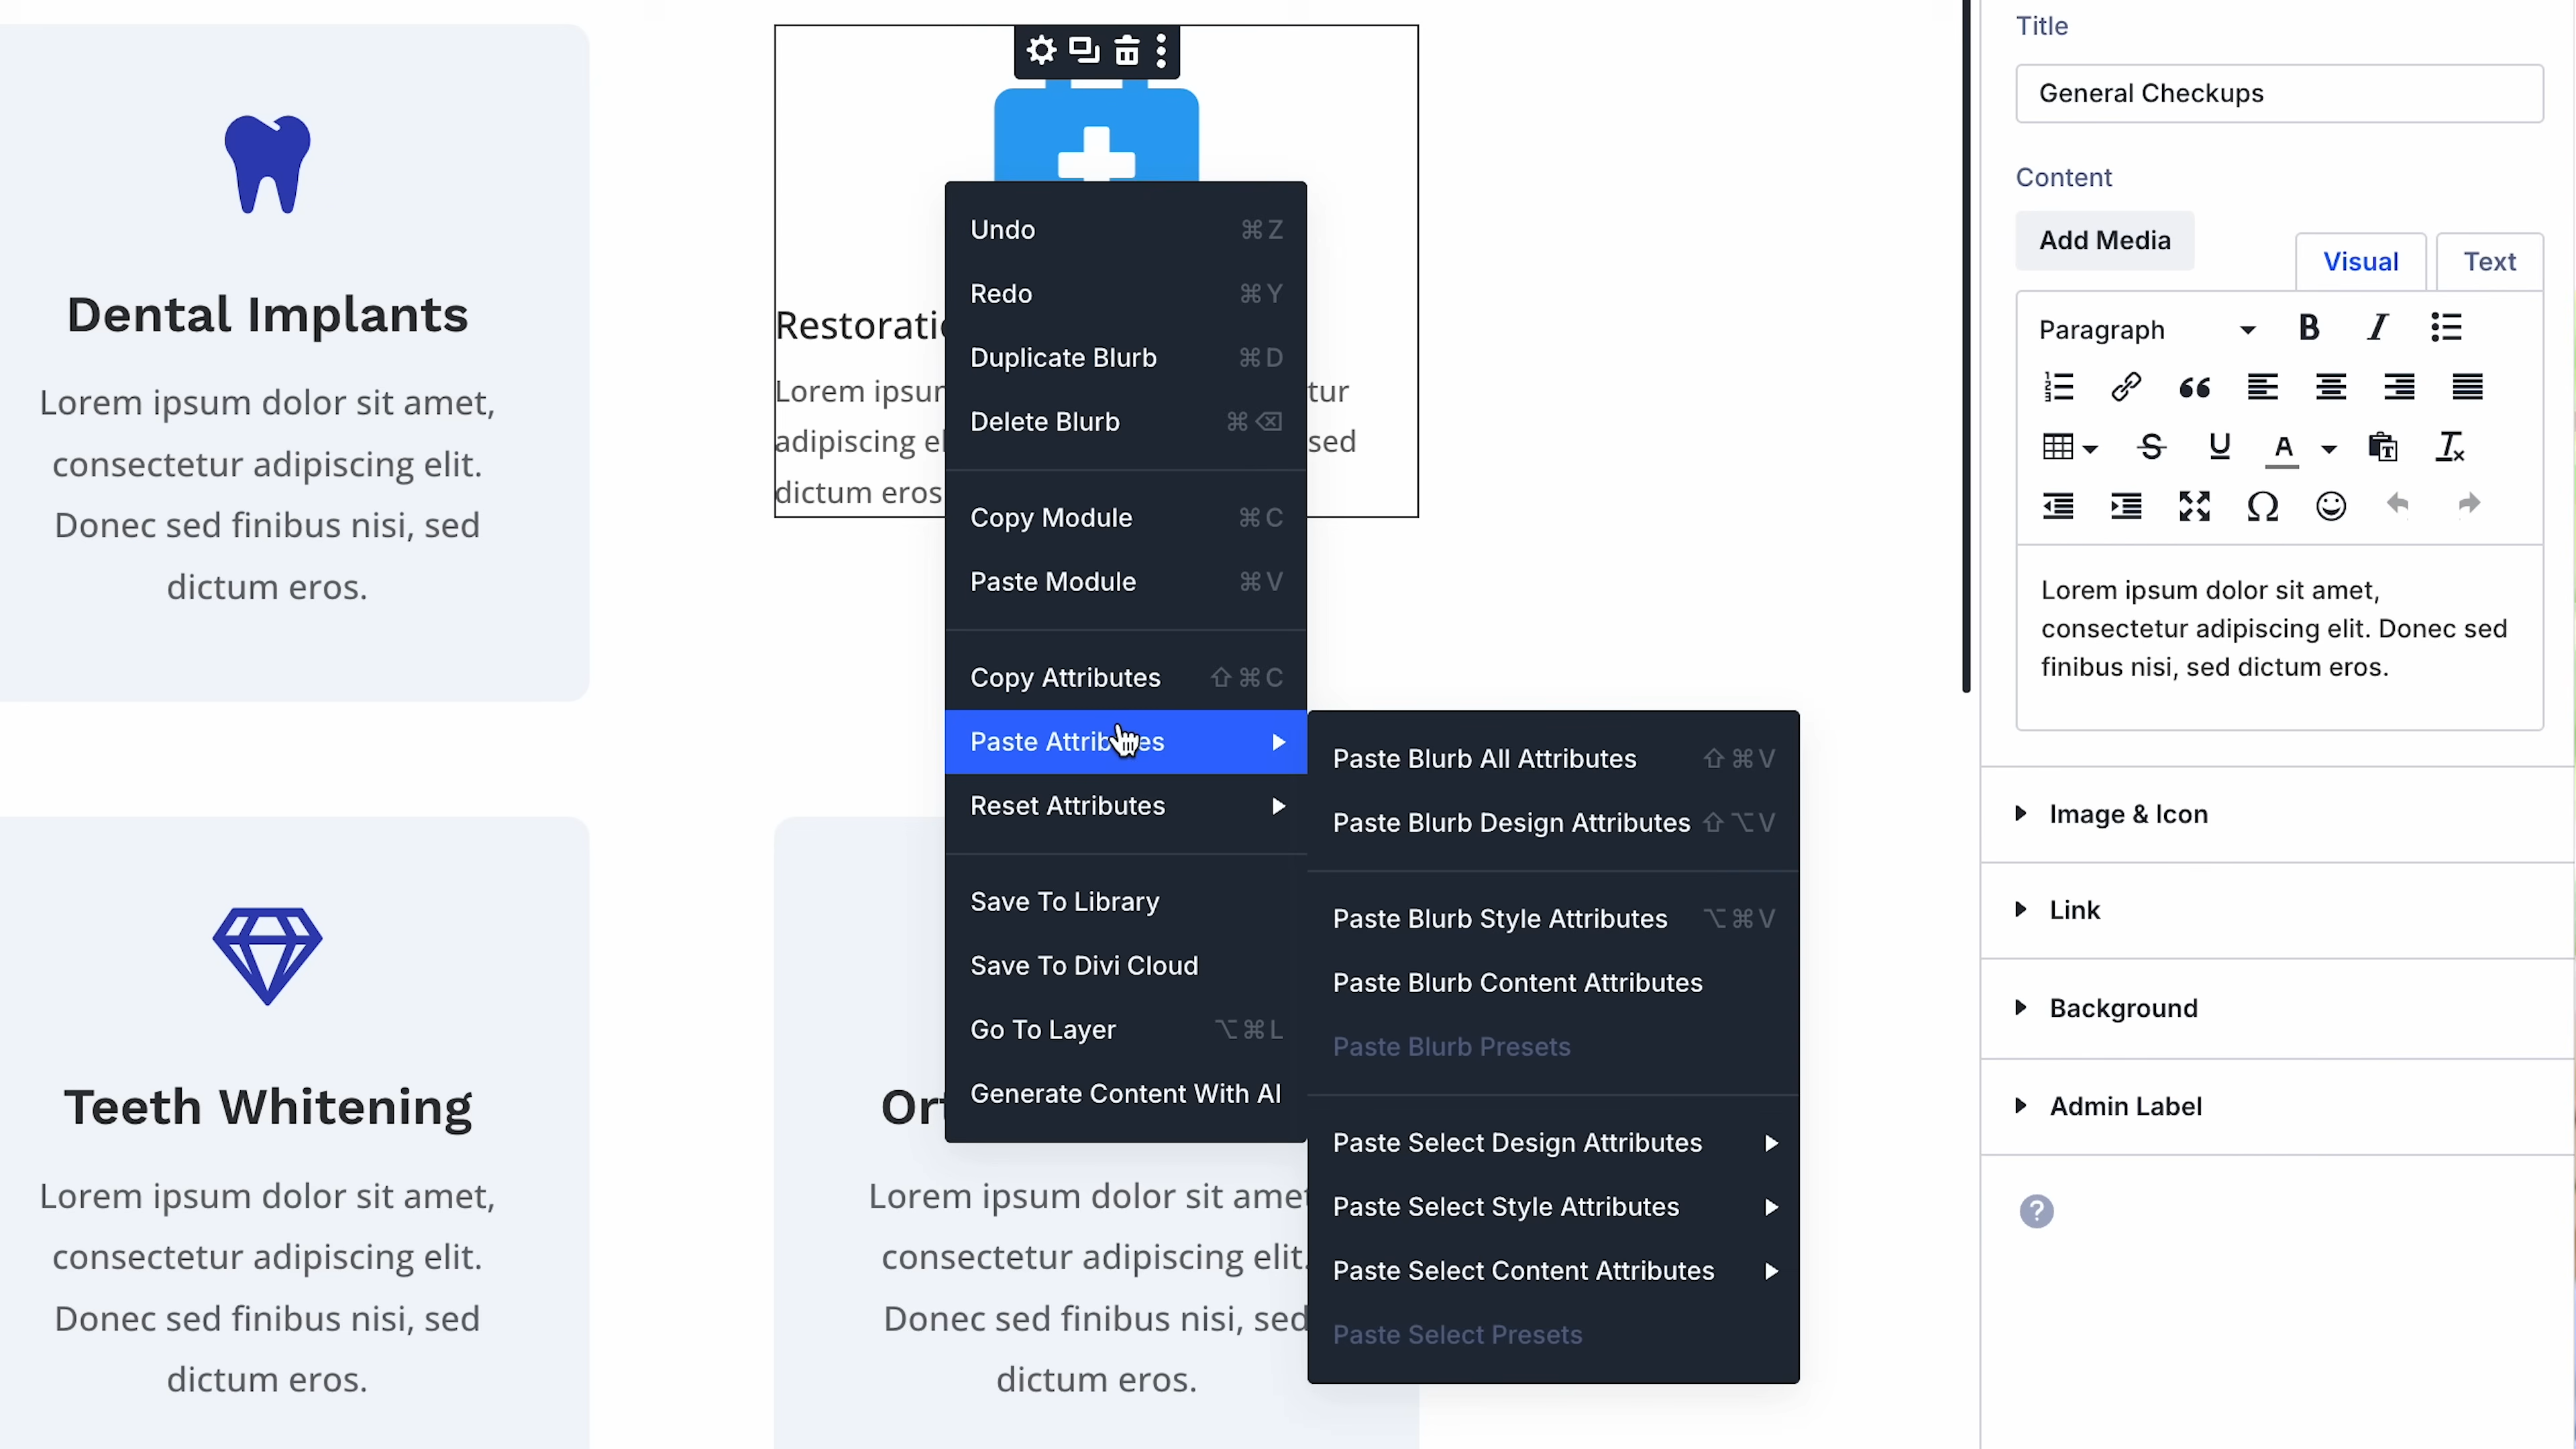 Dental Implants
Lorem ipsum dolor sit amet,
consectetur adipiscing elit.
Donec sed finibus nisi, sed
dictum eros.
Teeth Whitening
Lorem ipsum dolor sit amet,
consectetur adipiscing elit.
Donec sed finibus nisi, sed
dictum eros.
Lorem
tur
adipiscing
sed
dictum eros
Lorem ipsum dolor sit
consectetur adipiscing elit.
Donec sed finibus nisi, sed
dictum eros.
Undo ⌘ Z
Redo ⌘ Y
Duplicate Blurb ⌘ D
Delete Blurb ⌘ ⌫
Copy Module ⌘ C
Paste Module ⌘ V
Copy Attributes ⇧ ⌘ C
Paste Attributes
Reset Attributes
Save To Library
Save To Divi Cloud
Go To Layer ⌥ ⌘ L
Generate Content With AI
Paste Blurb All Attributes ⇧ ⌘ V
Paste Blurb Design Attributes ⇧ ⌥ V
Paste Blurb Style Attributes ⌥ ⌘ V
Paste Blurb Content Attributes
Paste Blurb Presets
Paste Select Design Attributes
Paste Select Style Attributes
Paste Select Content Attributes
Paste Select Presets
Title
General Checkups
Content
Add Media
Visual Text
Paragraph
Lorem ipsum dolor sit amet,
consectetur adipiscing elit. Donec sed
finibus nisi, sed dictum eros.
Image & Icon
Link
Background
Admin Label
?